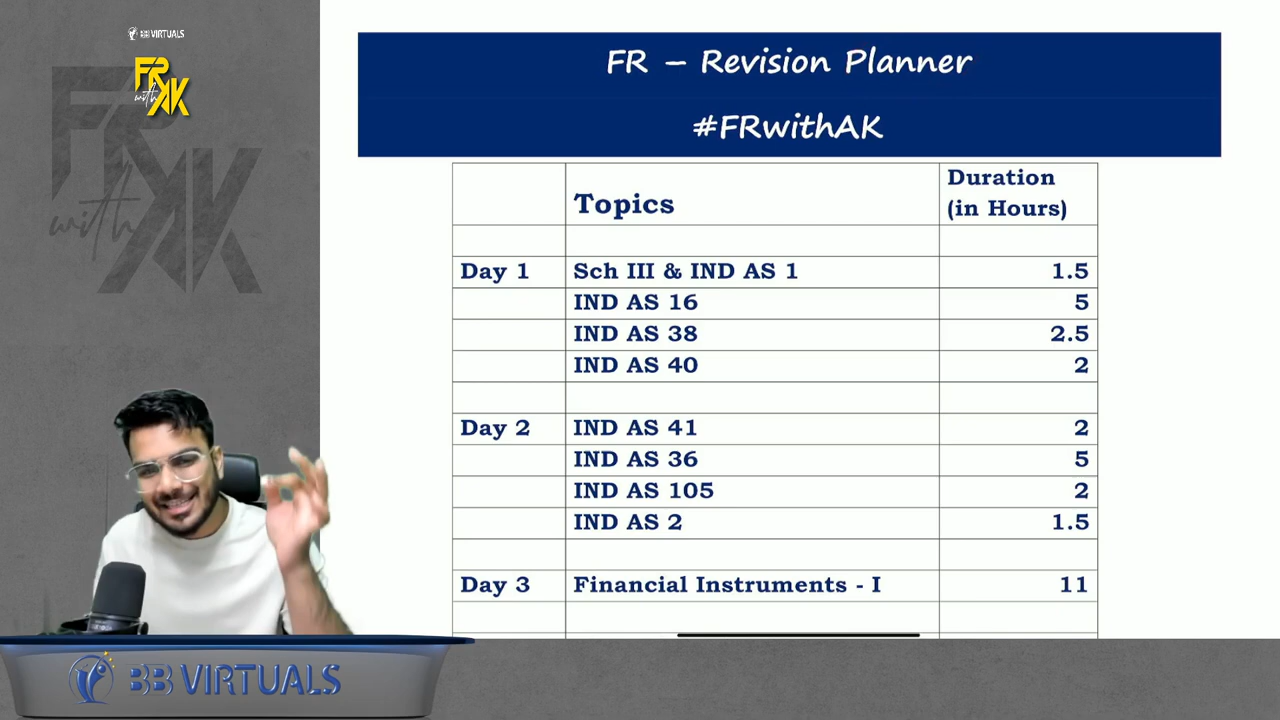 BB VIRTUALS
FR
with
AK
FR
with
AK
FR – Revision Planner
#FRwithAK
Topics
Duration
(in Hours)
Day 1 Sch III & IND AS 1 1.5
IND AS 16 5
IND AS 38 2.5
IND AS 40 2
Day 2 IND AS 41 2
IND AS 36 5
IND AS 105 2
IND AS 2 1.5
Day 3 Financial Instruments - I 11
BB VIRTUALS